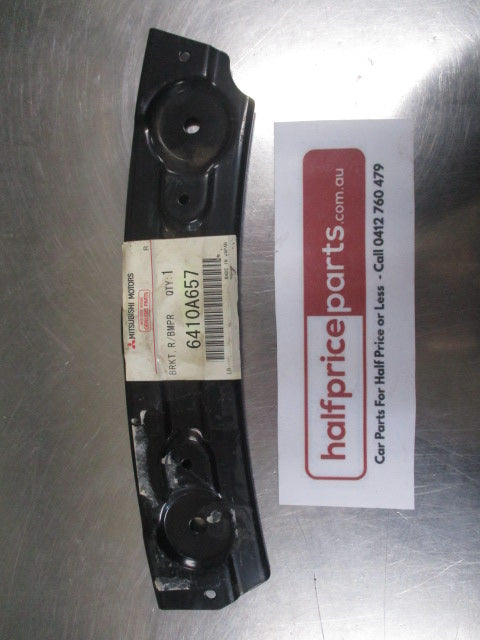 MITSUBISHI MOTORS
GENUINE PARTS
R
BRKT,R/BMPR QTY:1
6410A657
MADE IN JAPAN
halfpriceparts.com.au
Car Parts For Half Price or Less - Call 0412 760 479